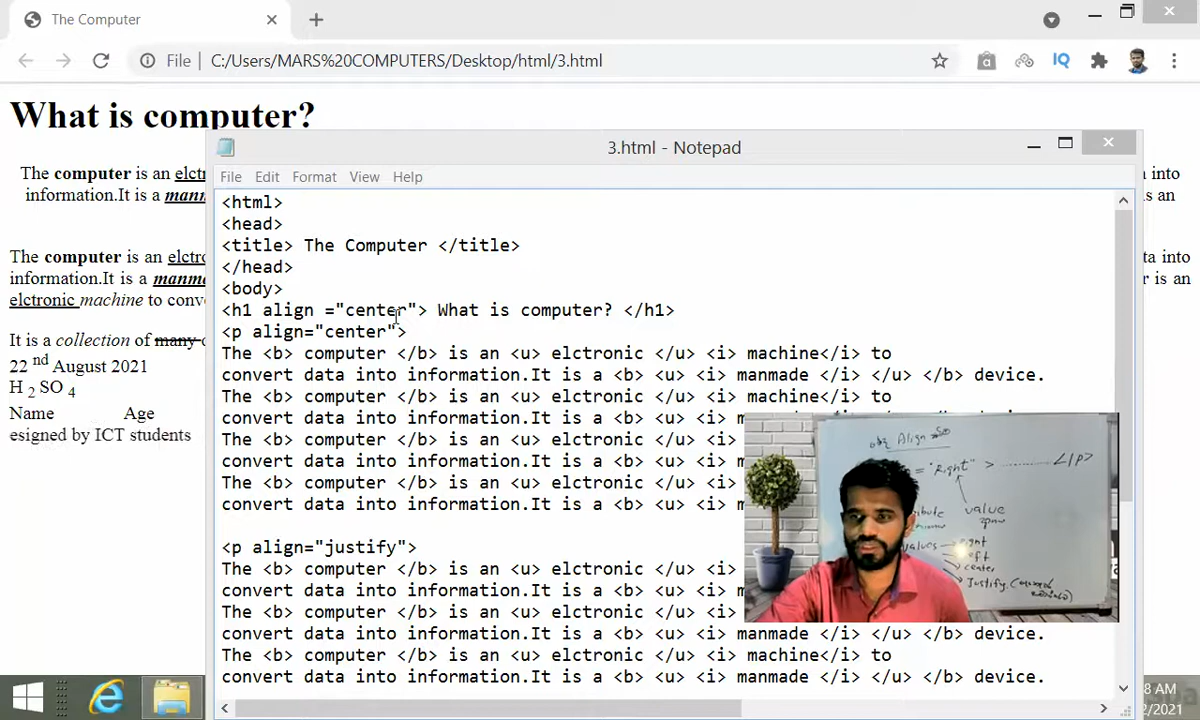 The Computer
File
C:/Users/MARS%20COMPUTERS/Desktop/html/3.html
IQ
What is computer?
The computer is an elct
into
information.It is a mann
s an
The computer is an elctro
ta into
information.It is a manma
r is an
elctronic machine to conv
It is a collection of many
22 nd August 2021
H 2 SO 4
Name Age
esigned by ICT students
3.html - Notepad
File Edit Format View Help
<html>
<head>
<title> The Computer </title>
</head>
<body>
<h1 align ="center"> What is computer? </h1>
<p align="center">
The <b> computer </b> is an <u> elctronic </u> <i> machine</i> to
convert data into information.It is a <b> <u> <i> manmade </i> </u> </b> device.
The <b> computer </b> is an <u> elctronic </u> <i> machine</i> to
convert data into information.It is a <b> <u> <i>
The <b> computer </b> is an <u> elctronic </u> <i>
convert data into information.It is a <b> <u> <i>
The <b> computer </b> is an <u> elctronic </u> <i>
convert data into information.It is a <b> <u> <i>
<p align="justify">
The <b> computer </b> is an <u> elctronic </u> <i>
convert data into information.It is a <b> <u> <i>
The <b> computer </b> is an <u> elctronic </u> <i>
convert data into information.It is a <b> <u> <i> manmade </i> </u> </b> device.
The <b> computer </b> is an <u> elctronic </u> <i> machine</i> to
convert data into information.It is a <b> <u> <i> manmade </i> </u> </b> device.
Align
= "Right" > ............</P>
value
values
center
Justify
8 AM
2/2021